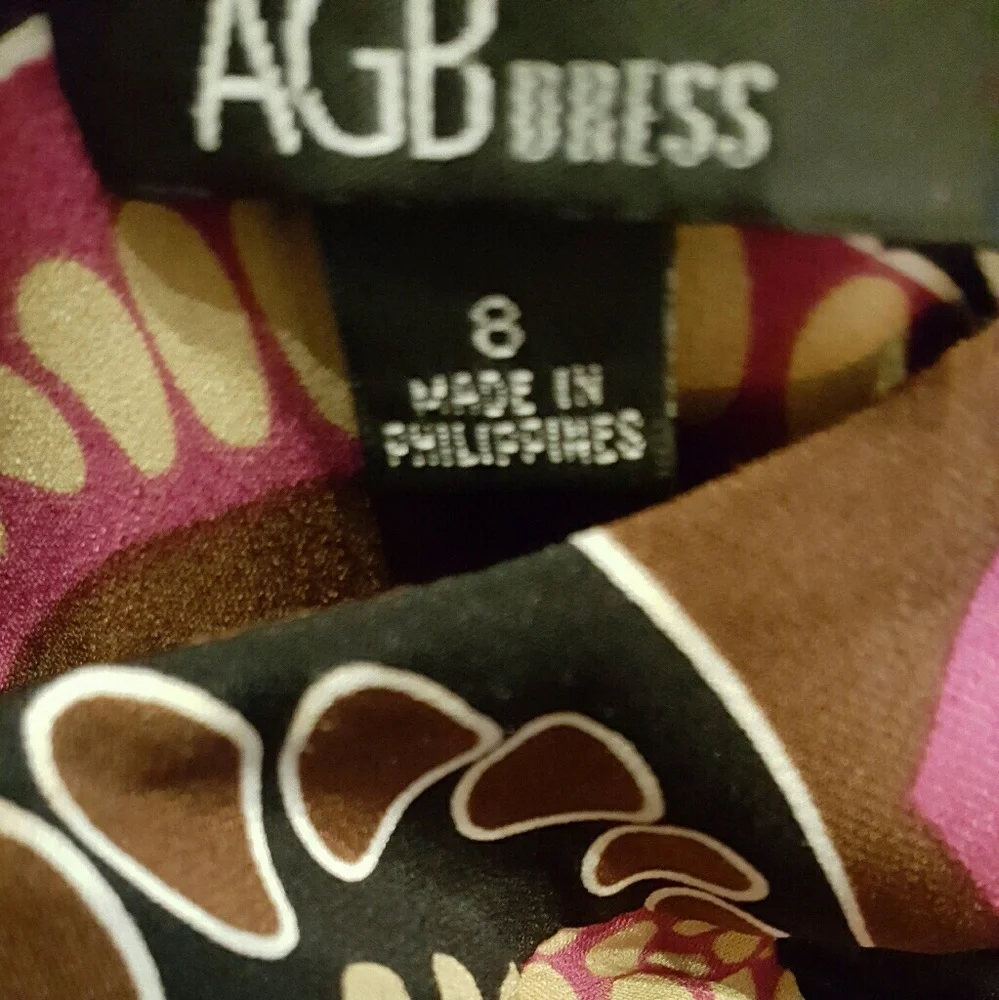 AGB DRESS
8
MADE IN
PHILIPPINES